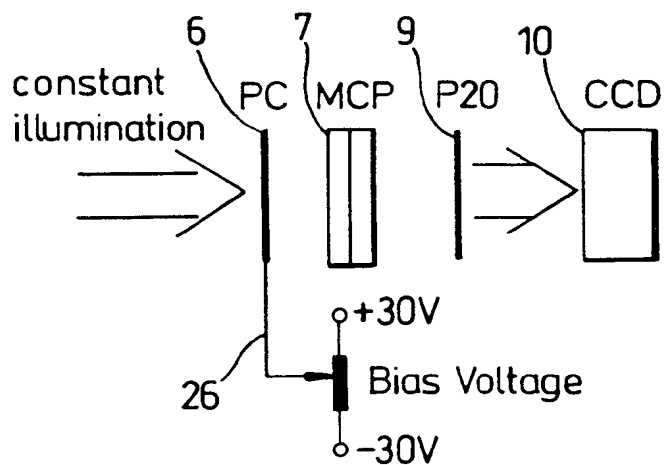 6 7 9 10
constant PC MCP P20 CCD
illumination
+30V
26 Bias Voltage
-30V